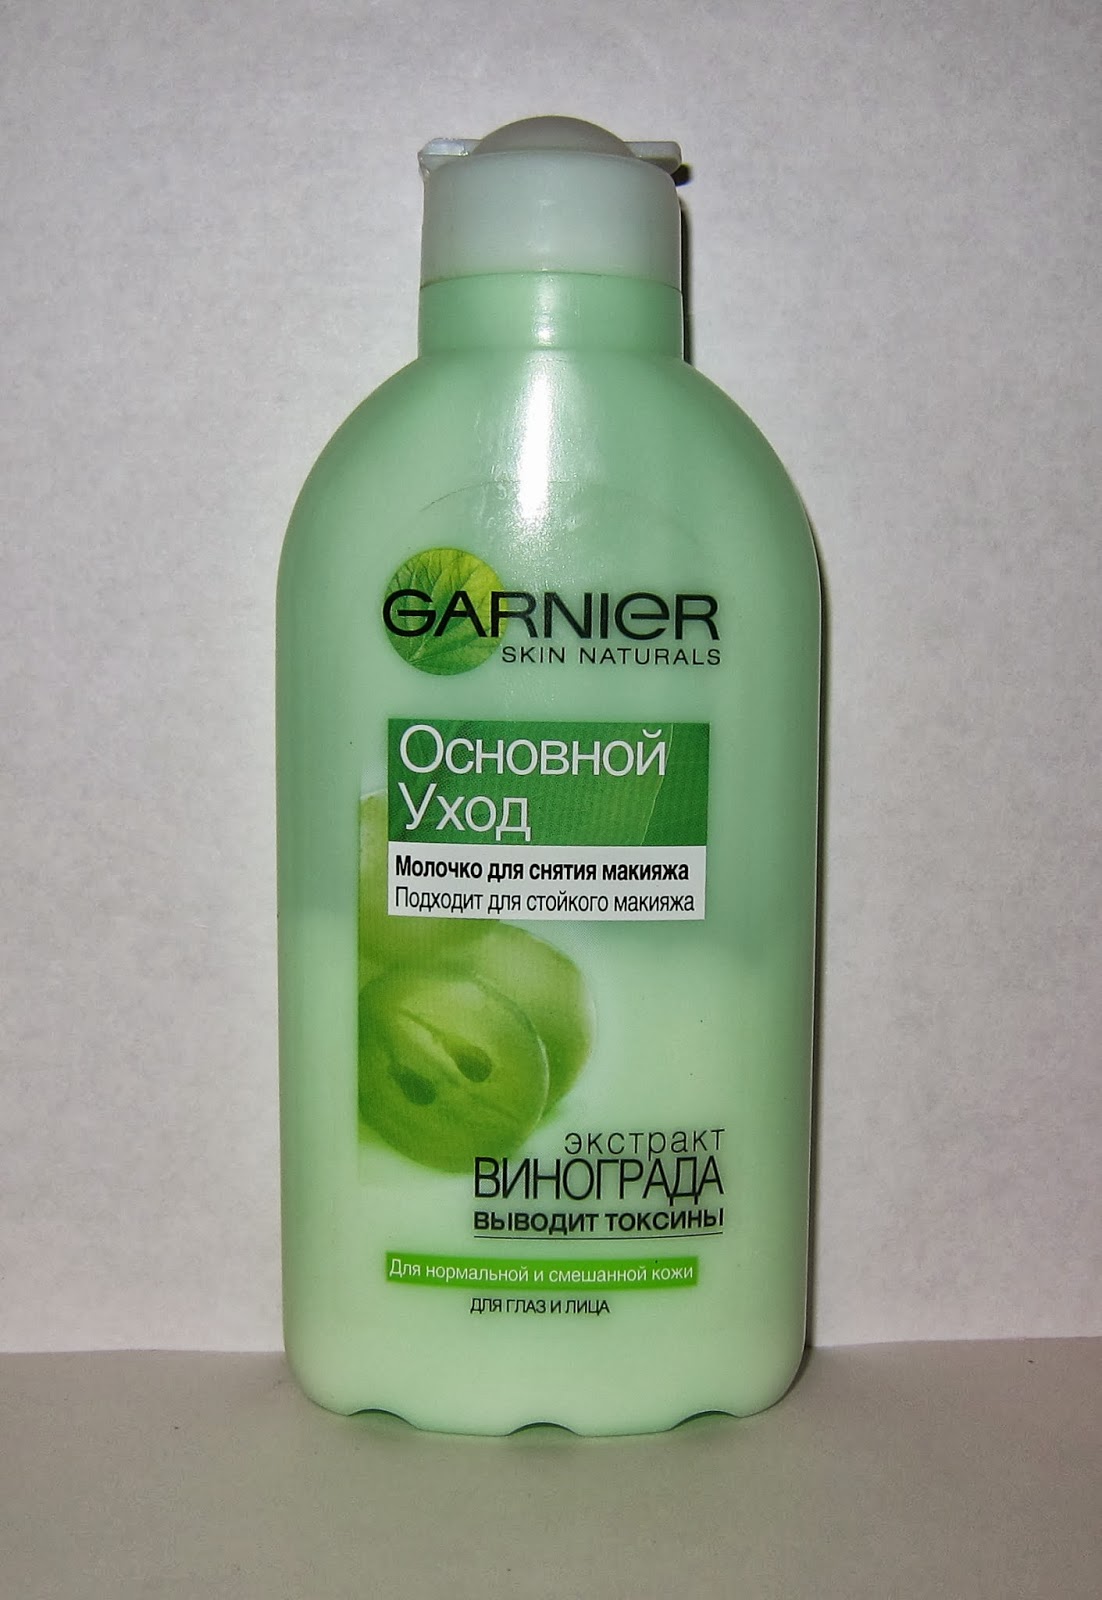 GARNIER
SKIN NATURALS
Основной
Уход
Молочко для снятия макияжа
Подходит для стойкого макияжа
экстракт
ВИНОГРАДА
ВЫВОДИТ ТОКСИНЫ
Для нормальной и смешанной кожи
ДЛЯ ГЛАЗ И ЛИЦА